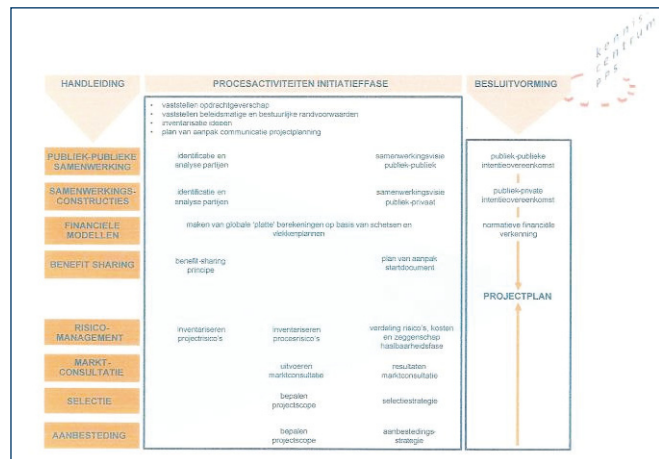 kennis
centrum
pps
HANDLEIDING
PROCESACTIVITEITEN INITIATIEFFASE
BESLUITVORMING
• vaststellen opdrachtgeverschap
• vaststellen beleidsmatige en bestuurlijke randvoorwaarden
• inventarisatie ideeën
• plan van aanpak communicatie projectplanning
PUBLIEK-PUBLIEKE
SAMENWERKING
identificatie en
analyse partijen
samenwerkingsvisie
publiek-publiek
publiek-publieke
intentieovereenkomst
SAMENWERKINGS-
CONSTRUCTIES
identificatie en
analyse partijen
samenwerkingsvisie
publiek-privaat
publiek-private
intentieovereenkomst
FINANCIELE
MODELLEN
maken van globale 'platte' berekeningen op basis van schetsen en
vlekkenplannen
normatieve financiële
verkenning
BENEFIT SHARING
benefit-sharing
principe
plan van aanpak
startdocument
PROJECTPLAN
RISICO-
MANAGEMENT
inventariseren
projectrisico's
inventariseren
procesrisico's
verdeling risico's, kosten
en zeggenschap
haalbaarheidsfase
MARKT-
CONSULTATIE
uitvoeren
marktconsultatie
resultaten
marktconsultatie
SELECTIE
bepalen
projectscope
selectiestrategie
AANBESTEDING
bepalen
projectscope
aanbestedings-
strategie